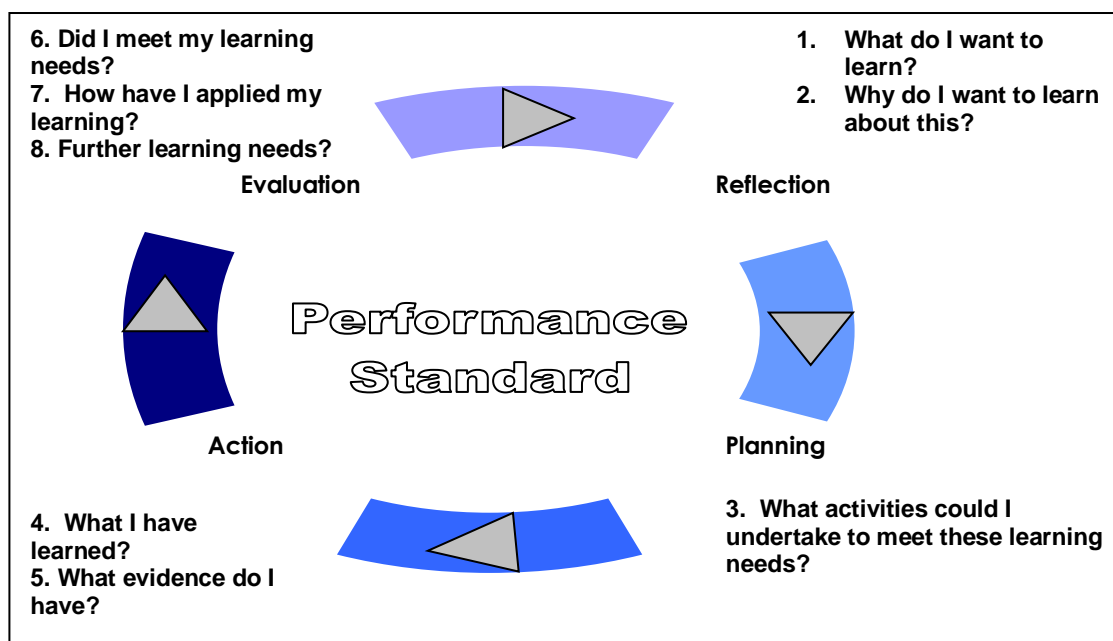 6. Did I meet my learning
needs?
7. How have I applied my
learning?
8. Further learning needs?
Evaluation
1. What do I want to
learn?
2. Why do I want to learn
about this?
Reflection
Performance
Standard
Action
Planning
4. What I have
learned?
5. What evidence do I
have?
3. What activities could I
undertake to meet these learning
needs?